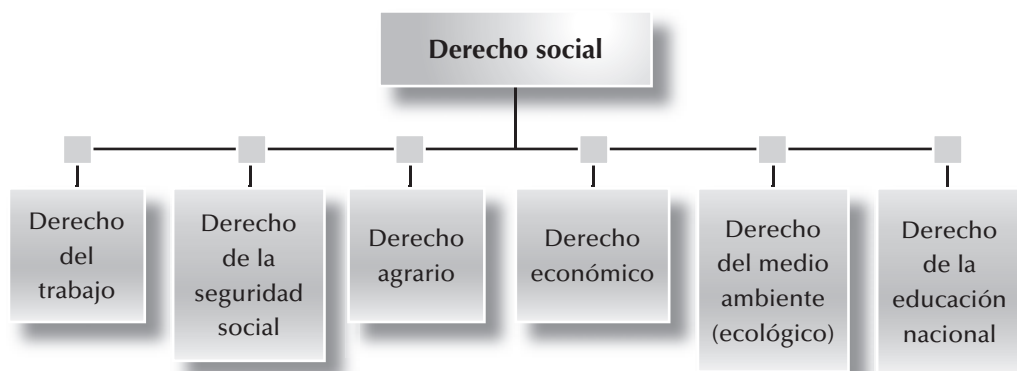 Derecho social
Derecho
del
trabajo
Derecho
de la
seguridad
social
Derecho
agrario
Derecho
económico
Derecho
del medio
ambiente
(ecológico)
Derecho
de la
educación
nacional